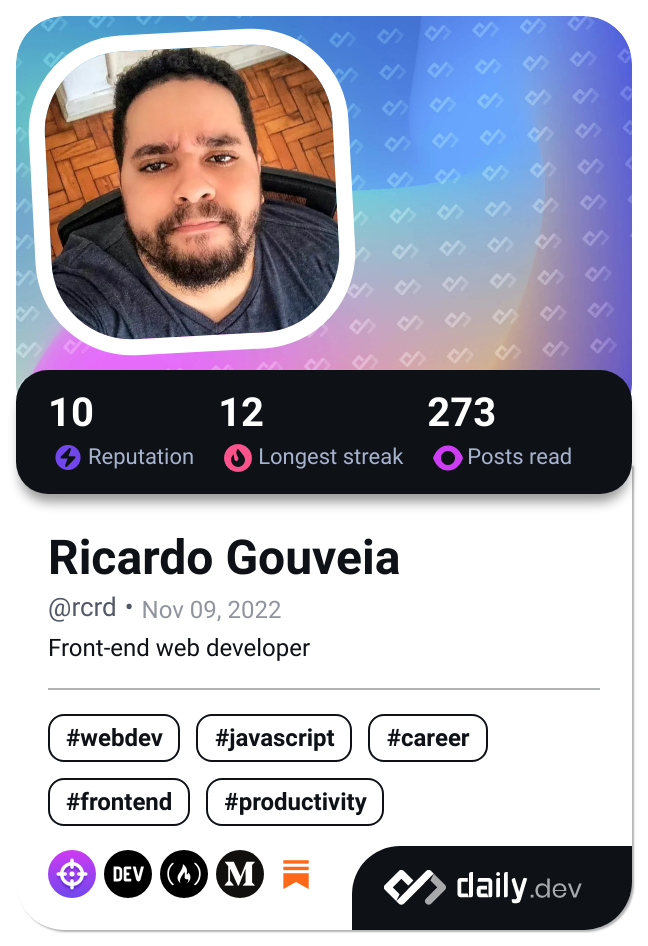 10 12 273
Reputation Longest streak Posts read
Ricardo Gouveia
@rcrd • Nov 09, 2022
Front-end web developer
#webdev #javascript #career
#frontend #productivity
DEV M daily.dev